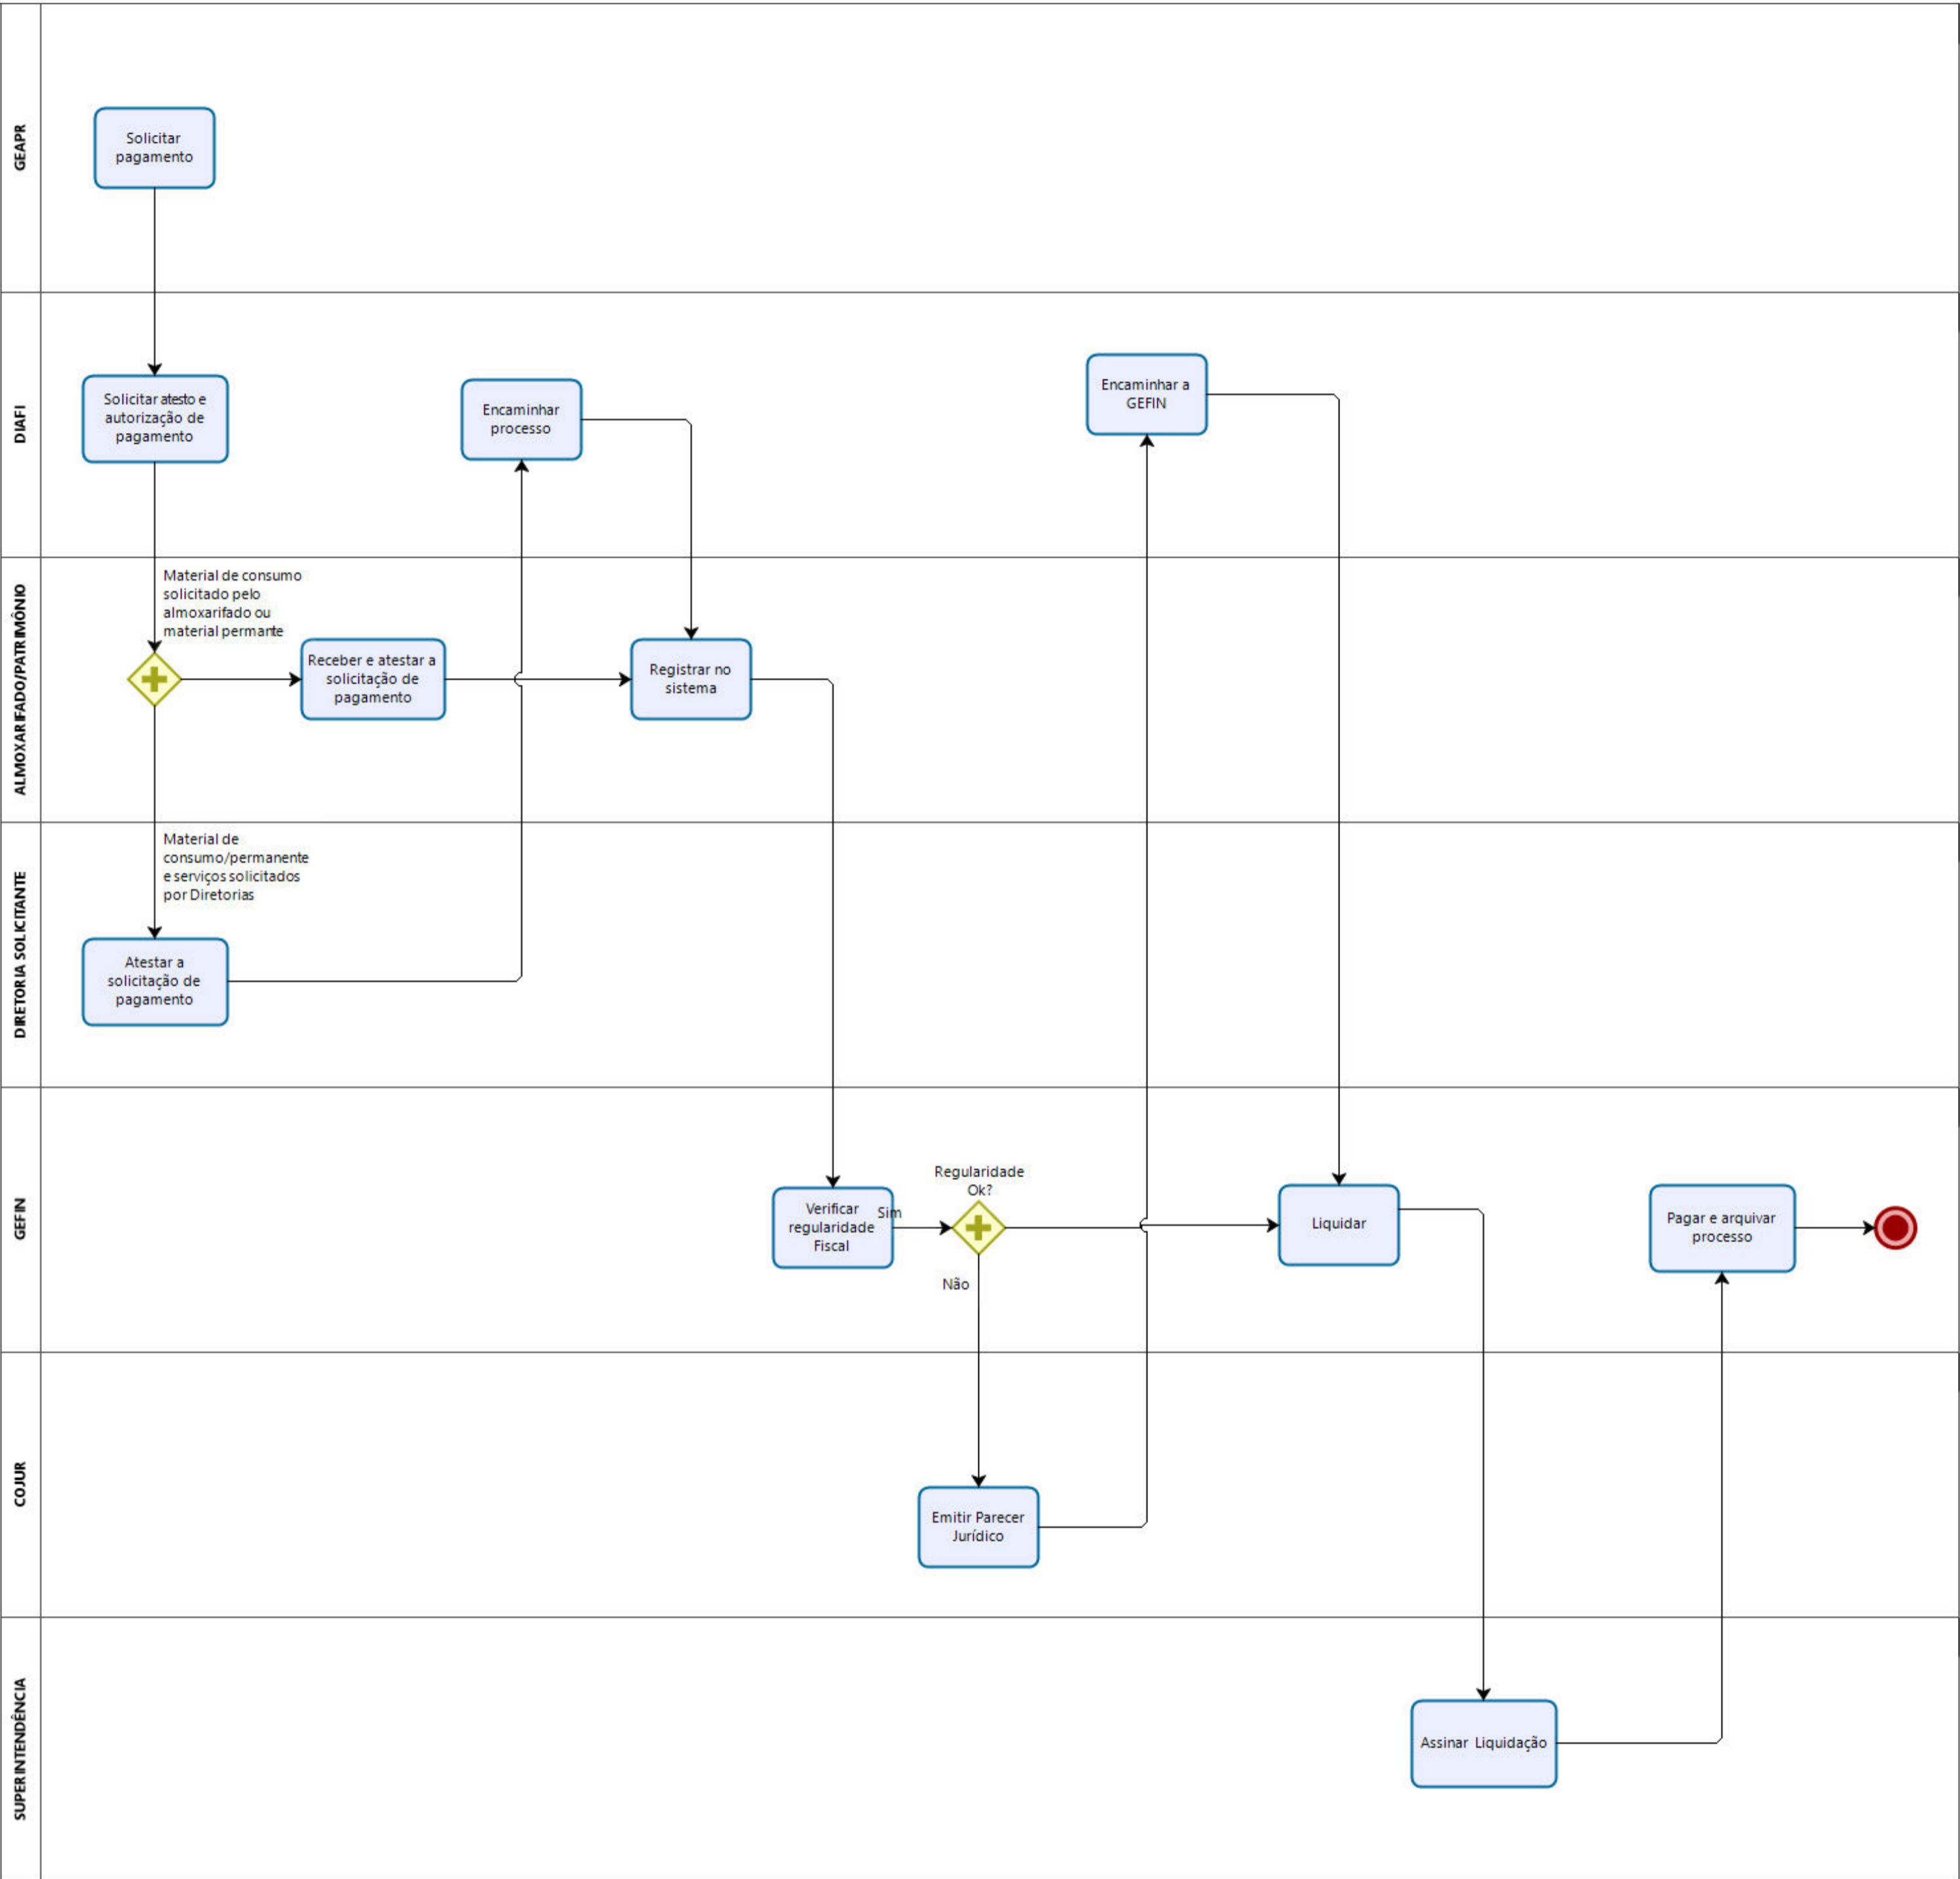 GEAPR
Solicitar
pagamento
DIAFI
Solicitar atesto e
autorização de
pagamento
Encaminhar
processo
Encaminhar a
GEFIN
ALMOXARIFADO/PATRIMÔNIO
Material de consumo
solicitado pelo
almoxarifado ou
material permante
Receber e atestar a
solicitação de
pagamento
Registrar no
sistema
DIRETORIA SOLICITANTE
Material de
consumo/permanente
e serviços solicitados
por Diretorias
Atestar a
solicitação de
pagamento
GEFIN
Verificar
regularidade
Fiscal
Sim
Regularidade
Ok?
Não
Liquidar
Pagar e arquivar
processo
COJUR
Emitir Parecer
Jurídico
SUPERINTENDÊNCIA
Assinar Liquidação